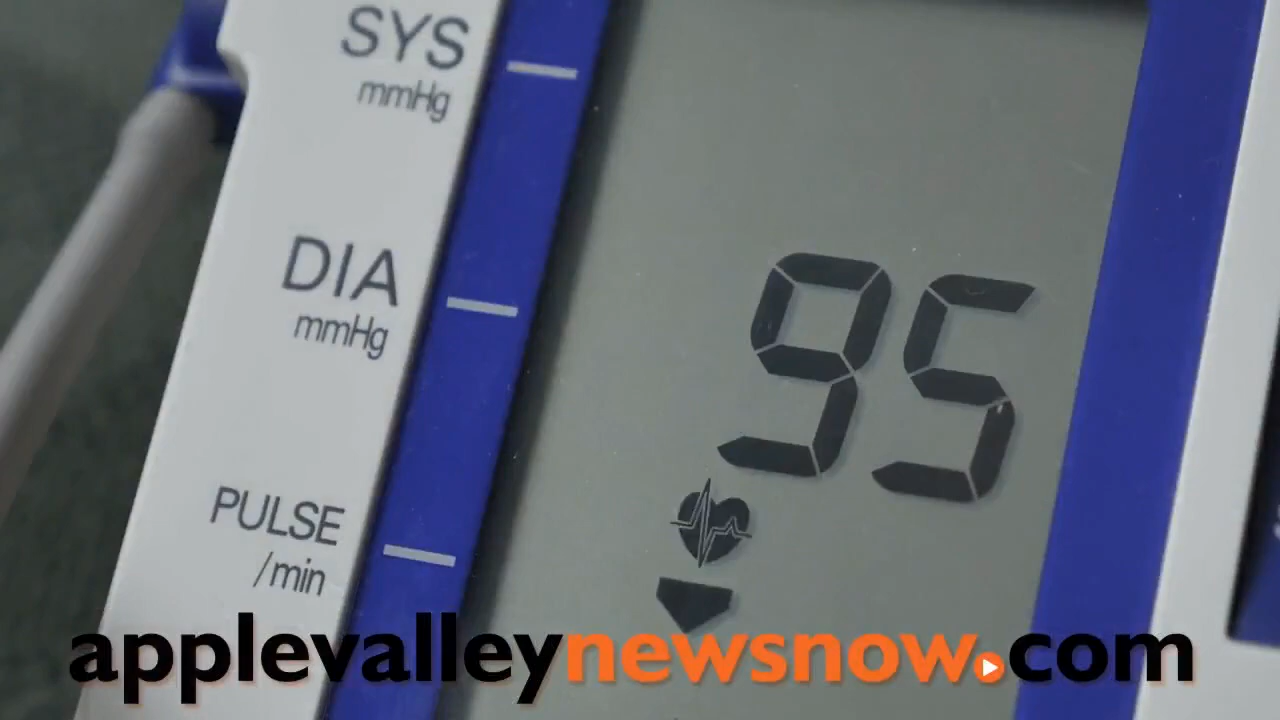 SYS
mmHg
DIA
mmHg
95
PULSE
/min
applevalleynewsnow.com